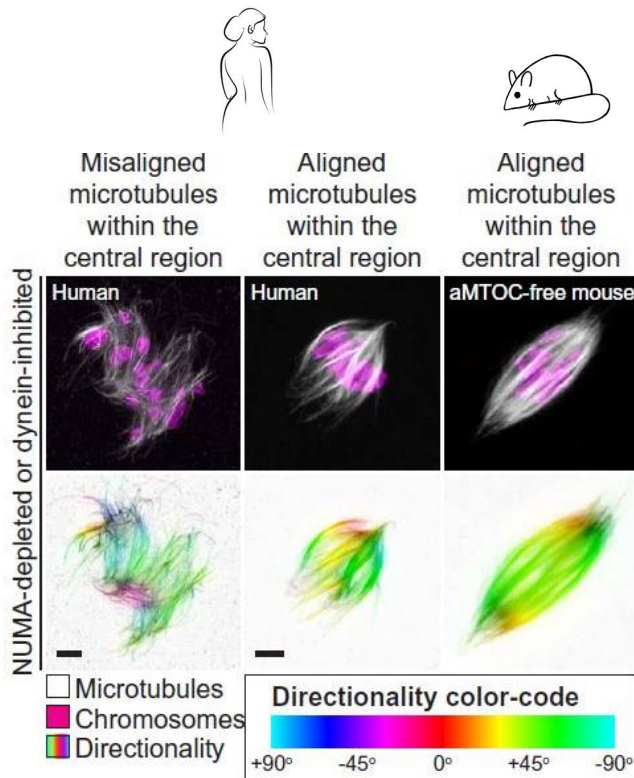 Misaligned
microtubules
within the
central region
Aligned
microtubules
within the
central region
Aligned
microtubules
within the
central region
NUMA-depleted or dynein-inhibited
Human
Human
aMTOC-free mouse
Microtubules
Chromosomes
Directionality
Directionality color-code
+90° -45° 0° +45° -90°